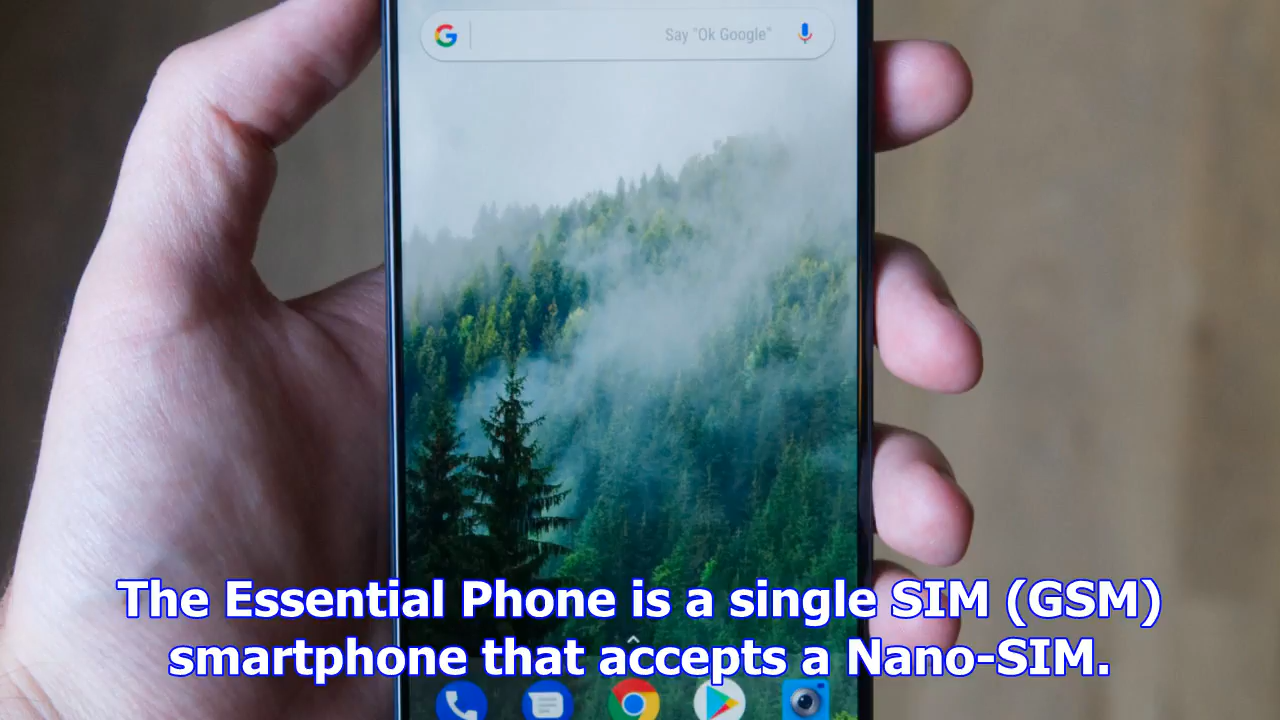 Say "Ok Google"
The Essential Phone is a single SIM (GSM)
smartphone that accepts a Nano-SIM.